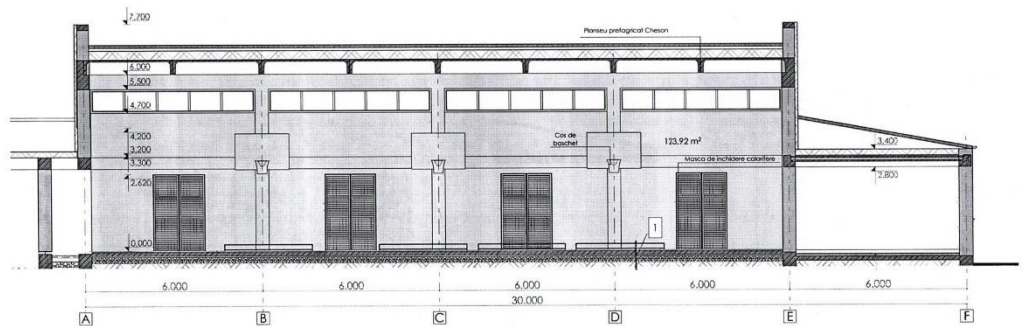 7,700
Planseu prefagricat Cheson
6.000
5,500
4,700
4,200
3,200
3.300
2,620
0,000
Cos de
baschet
123.92 m²
Masca de inchidere calorifere
3,400
2,800
1
6.000 6.000 6.000 6.000 6.000
30.000
A B C D E F